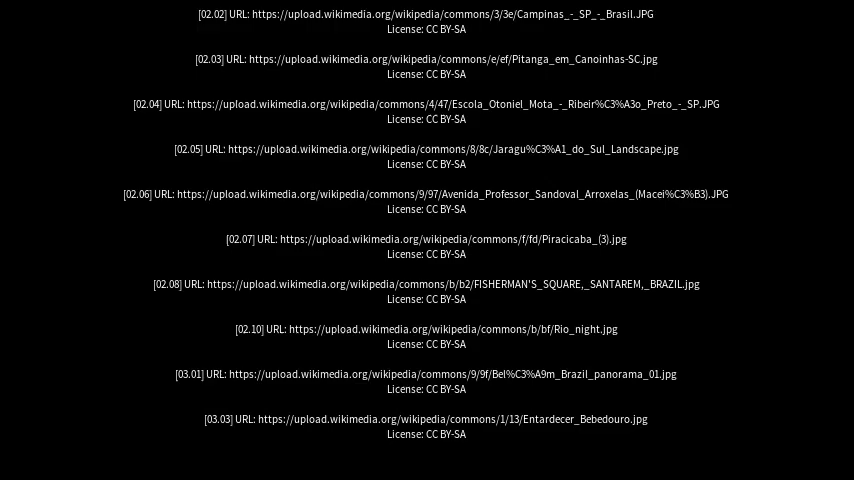 [02.02] URL: https://upload.wikimedia.org/wikipedia/commons/3/3e/Campinas_-_SP_-_Brasil.JPG
License: CC BY-SA
[02.03] URL: https://upload.wikimedia.org/wikipedia/commons/e/ef/Pitanga_em_Canoinhas-SC.jpg
License: CC BY-SA
[02.04] URL: https://upload.wikimedia.org/wikipedia/commons/4/47/Escola_Otoniel_Mota_-_Ribeir%C3%A3o_Preto_-_SP.JPG
License: CC BY-SA
[02.05] URL: https://upload.wikimedia.org/wikipedia/commons/8/8c/Jaragu%C3%A1_do_Sul_Landscape.jpg
License: CC BY-SA
[02.06] URL: https://upload.wikimedia.org/wikipedia/commons/9/97/Avenida_Professor_Sandoval_Arroxelas_(Macei%C3%B3).JPG
License: CC BY-SA
[02.07] URL: https://upload.wikimedia.org/wikipedia/commons/f/fd/Piracicaba_(3).jpg
License: CC BY-SA
[02.08] URL: https://upload.wikimedia.org/wikipedia/commons/b/b2/FISHERMAN'S_SQUARE,_SANTAREM,_BRAZIL.jpg
License: CC BY-SA
[02.10] URL: https://upload.wikimedia.org/wikipedia/commons/b/bf/Rio_night.jpg
License: CC BY-SA
[03.01] URL: https://upload.wikimedia.org/wikipedia/commons/9/9f/Bel%C3%A9m_Brazil_panorama_01.jpg
License: CC BY-SA
[03.03] URL: https://upload.wikimedia.org/wikipedia/commons/1/13/Entardecer_Bebedouro.jpg
License: CC BY-SA